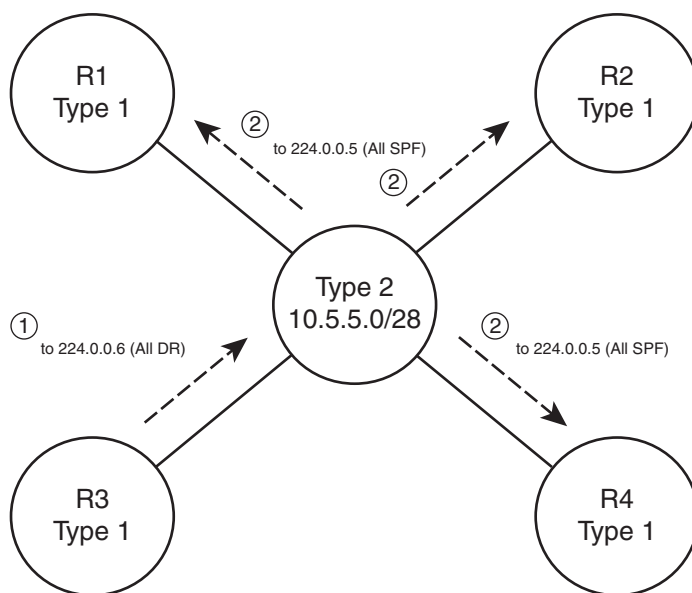 R1
Type 1
R2
Type 1
②
to 224.0.0.5 (All SPF)
②
Type 2
10.5.5.0/28
①
to 224.0.0.6 (All DR)
②
to 224.0.0.5 (All SPF)
R3
Type 1
R4
Type 1